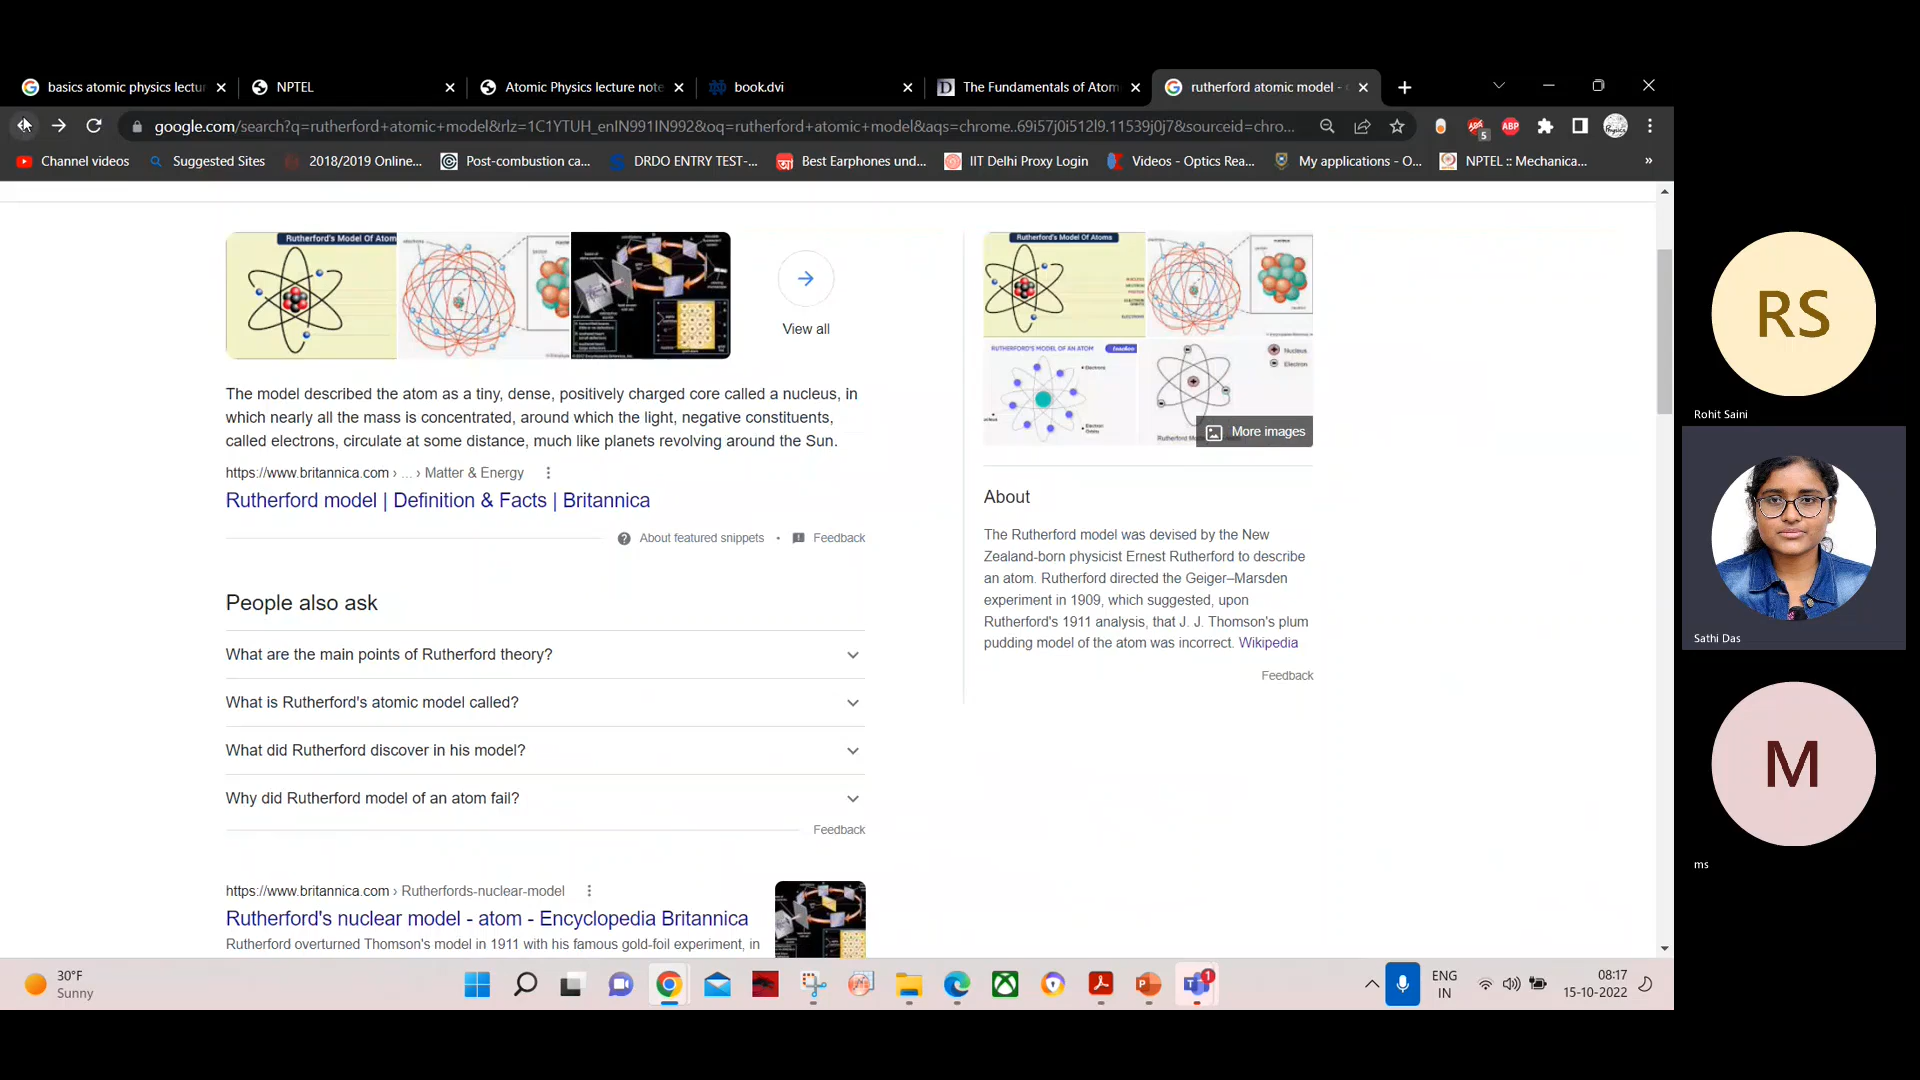 basics atomic physics lectur
NPTEL
Atomic Physics lecture note
book.dvi
The Fundamentals of Atom
rutherford atomic model -
google.com/search?q=rutherford+atomic+model&rlz=1C1YTUH_enIN991IN992&oq=rutherford+atomic+model&aqs=chrome..69i57j0i512l9.11539j0j7&sourceid=chro...
5
ABP
Channel videos
Suggested Sites
2018/2019 Online...
Post-combustion ca...
DRDO ENTRY TEST-...
Best Earphones und...
IIT Delhi Proxy Login
Videos - Optics Rea...
My applications - O...
NPTEL :: Mechanica...
»
Rutherford's Model Of Atom
electrons
View all
Rutherford's Model Of Atoms
RUTHERFORD'S MODEL OF AN ATOM
Electrons
Electron
Orbits
Nucleus
Electron
More images
The model described the atom as a tiny, dense, positively charged core called a nucleus, in
which nearly all the mass is concentrated, around which the light, negative constituents,
called electrons, circulate at some distance, much like planets revolving around the Sun.
https://www.britannica.com › ... › Matter & Energy
Rutherford model | Definition & Facts | Britannica
About featured snippets • Feedback
People also ask
What are the main points of Rutherford theory?
What is Rutherford's atomic model called?
What did Rutherford discover in his model?
Why did Rutherford model of an atom fail?
Feedback
https://www.britannica.com › Rutherfords-nuclear-model
Rutherford's nuclear model - atom - Encyclopedia Britannica
Rutherford overturned Thomson's model in 1911 with his famous gold-foil experiment, in
About
The Rutherford model was devised by the New
Zealand-born physicist Ernest Rutherford to describe
an atom. Rutherford directed the Geiger–Marsden
experiment in 1909, which suggested, upon
Rutherford's 1911 analysis, that J. J. Thomson's plum
pudding model of the atom was incorrect. Wikipedia
Feedback
RS
Rohit Saini
Sathi Das
M
ms
30°F
Sunny
1
ENG
IN
08:17
15-10-2022